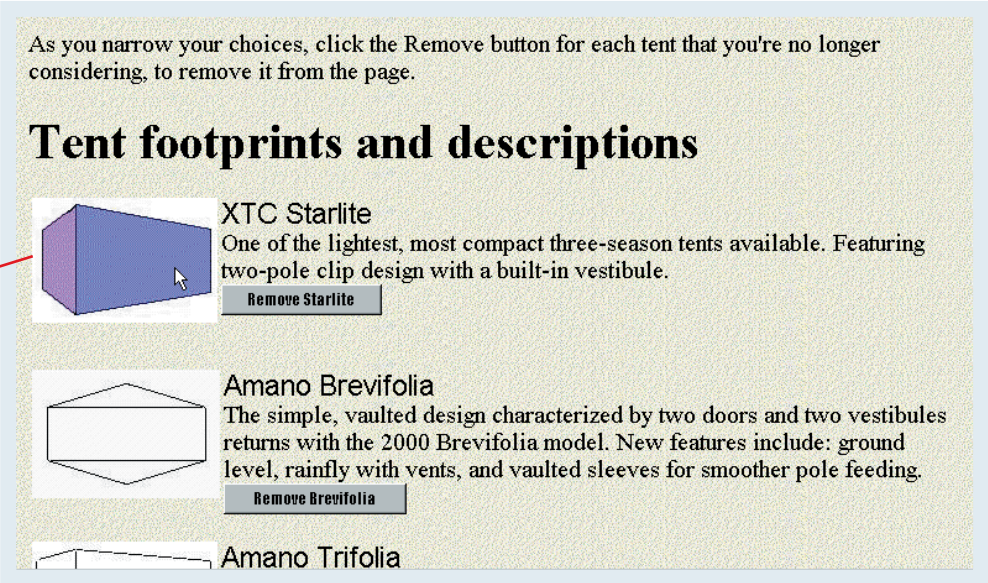 As you narrow your choices, click the Remove button for each tent that you're no longer
considering, to remove it from the page.
Tent footprints and descriptions
XTC Starlite
One of the lightest, most compact three-season tents available. Featuring
two-pole clip design with a built-in vestibule.
Remove Starlite
Amano Brevifolia
The simple, vaulted design characterized by two doors and two vestibules
returns with the 2000 Brevifolia model. New features include: ground
level, rainfly with vents, and vaulted sleeves for smoother pole feeding.
Remove Brevifolia
Amano Trifolia